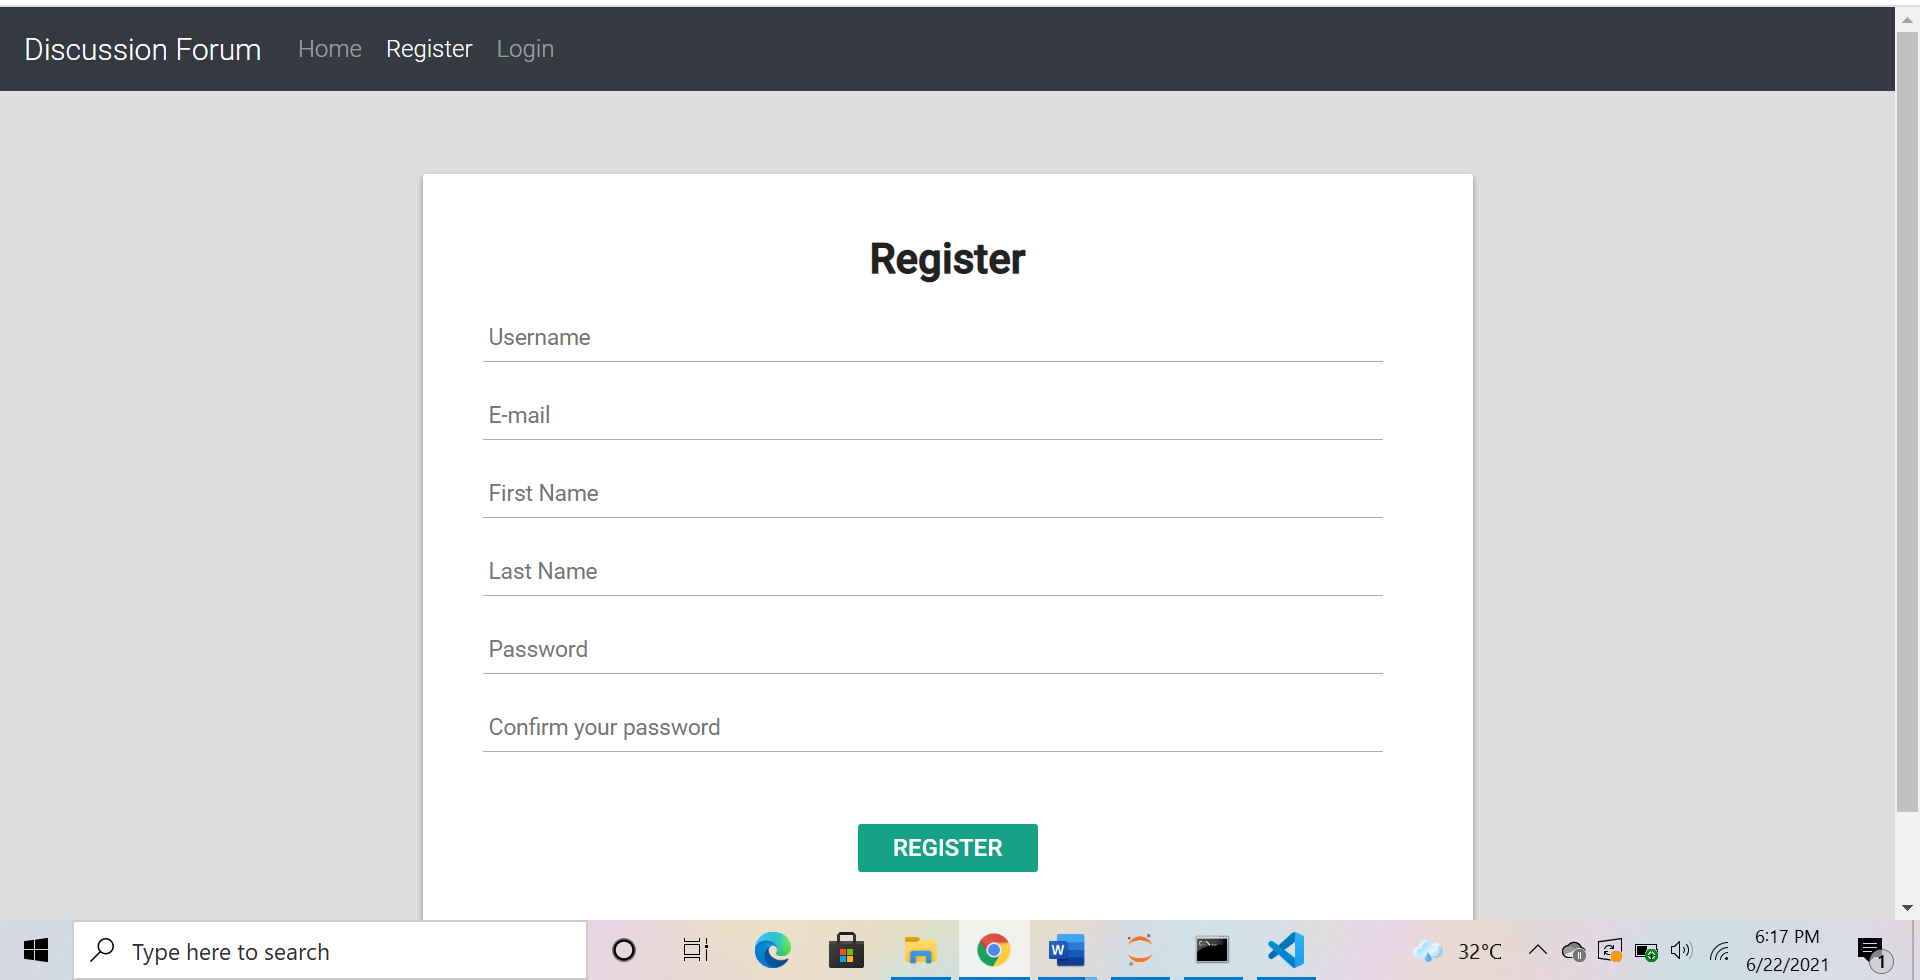 Discussion Forum Home Register Login
Register
Username
E-mail
First Name
Last Name
Password
Confirm your password
REGISTER
Type here to search
32°C
6:17 PM
6/22/2021
1